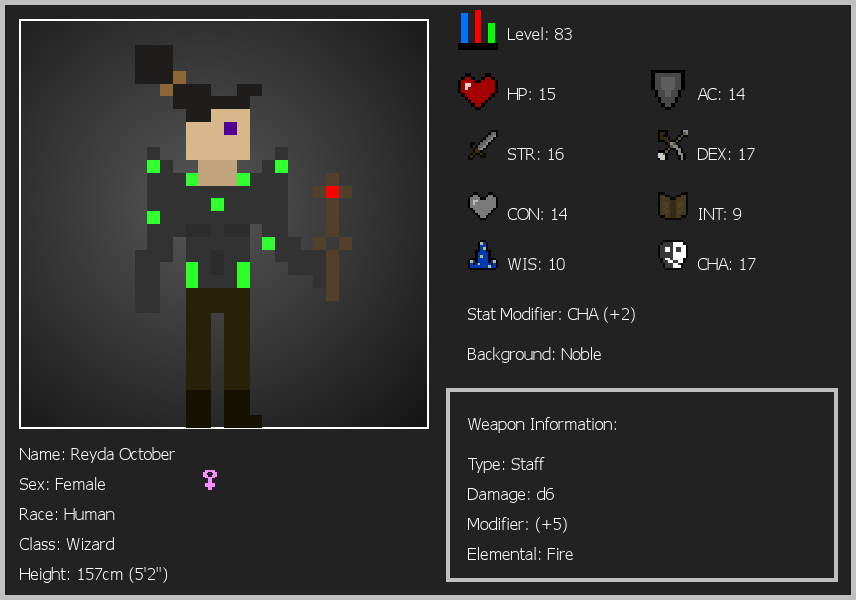 Level: 83
HP: 15
AC: 14
STR: 16
DEX: 17
CON: 14
INT: 9
WIS: 10
CHA: 17
Stat Modifier: CHA (+2)
Background: Noble
Weapon Information:
Type: Staff
Damage: d6
Modifier: (+5)
Elemental: Fire
Name: Reyda October
Sex: Female
Race: Human
Class: Wizard
Height: 157cm (5'2")